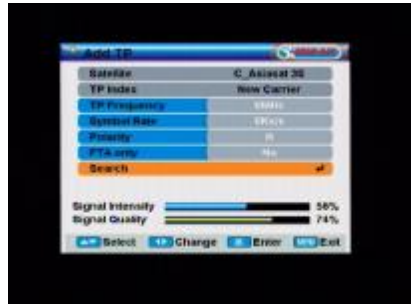 Add TP
Satellite C_Asiasat 3S
TP Index New Carrier
TP Frequency
Symbol Rate
Polarity
FTA only No
Search
Signal Intensity 56%
Signal Quality 74%
Select Change Enter Exit